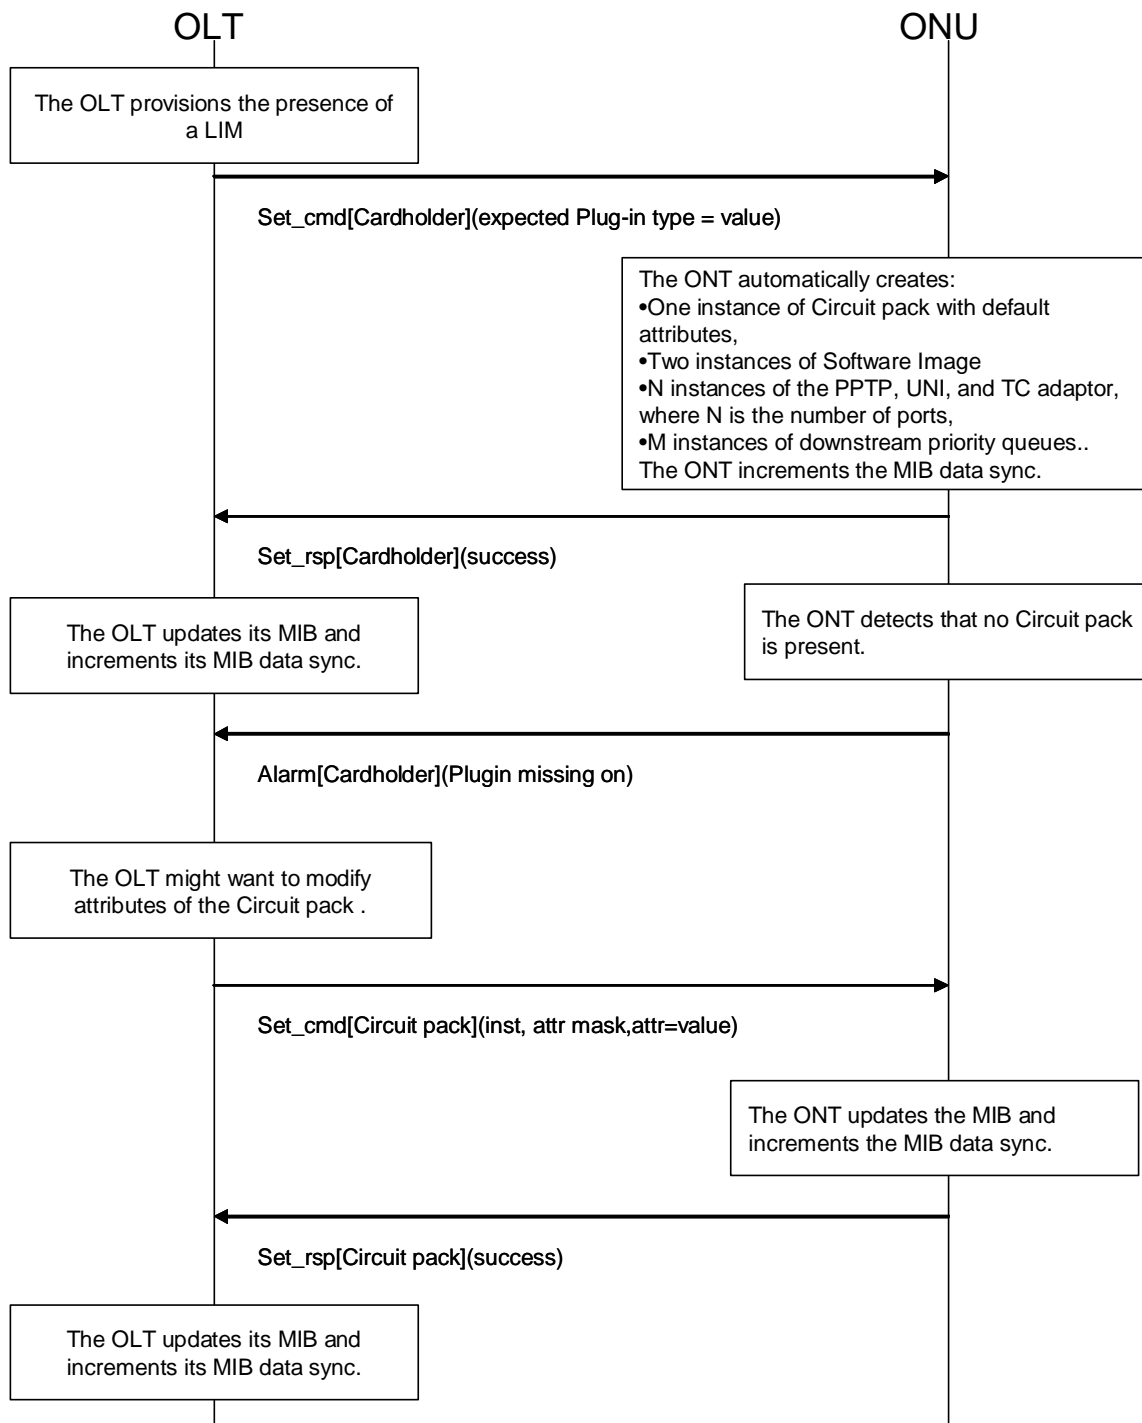 OLT
ONU
The OLT provisions the presence of
a LIM
Set_cmd[Cardholder](expected Plug-in type = value)
The ONT automatically creates:
•One instance of Circuit pack with default
attributes,
•Two instances of Software Image
•N instances of the PPTP, UNI, and TC adaptor,
where N is the number of ports,
•M instances of downstream priority queues..
The ONT increments the MIB data sync.
Set_rsp[Cardholder](success)
The OLT updates its MIB and
increments its MIB data sync.
The ONT detects that no Circuit pack
is present.
Alarm[Cardholder](Plugin missing on)
The OLT might want to modify
attributes of the Circuit pack .
Set_cmd[Circuit pack](inst, attr mask,attr=value)
The ONT updates the MIB and
increments the MIB data sync.
Set_rsp[Circuit pack](success)
The OLT updates its MIB and
increments its MIB data sync.